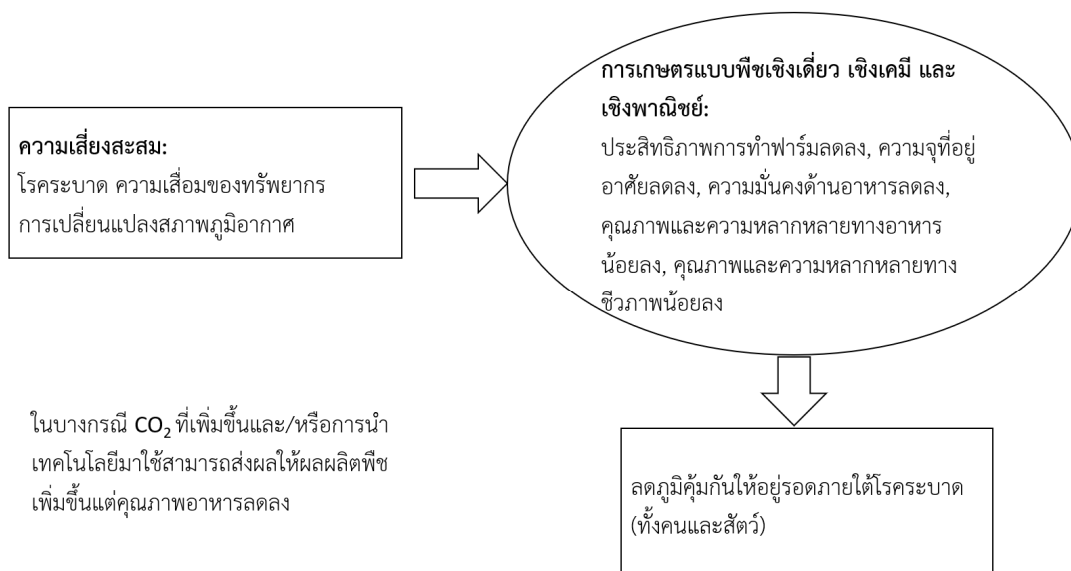 การเกษตรแบบพืชเชิงเดี่ยว เชิงเคมี และ
เชิงพาณิชย์:
ประสิทธิภาพการทำฟาร์มลดลง, ความจุที่อยู่
อาศัยลดลง, ความมั่นคงด้านอาหารลดลง,
คุณภาพและความหลากหลายทางอาหาร
น้อยลง, คุณภาพและความหลากหลายทาง
ชีวภาพน้อยลง
ความเสี่ยงสะสม:
โรคระบาด ความเสื่อมของทรัพยากร
การเปลี่ยนแปลงสภาพภูมิอากาศ
ในบางกรณี CO₂ ที่เพิ่มขึ้นและ/หรือการนำ
เทคโนโลยีมาใช้สามารถส่งผลให้ผลผลิตพืช
เพิ่มขึ้นแต่คุณภาพอาหารลดลง
ลดภูมิคุ้มกันให้อยู่รอดภายใต้โรคระบาด
(ทั้งคนและสัตว์)